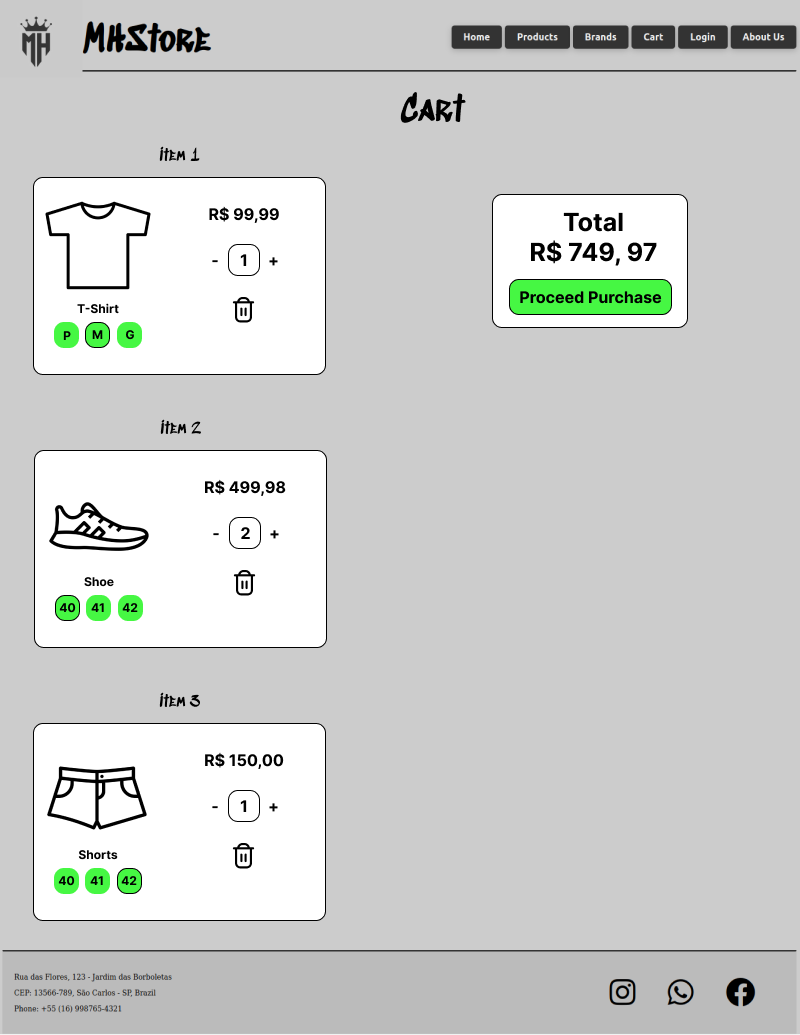 MH
MHStore
Home
Products
Brands
Cart
Login
About Us
Cart
Item 1
R$ 99,99
- 1 +
T-Shirt
P M G
Total
R$ 749, 97
Proceed Purchase
Item 2
R$ 499,98
- 2 +
Shoe
40 41 42
Item 3
R$ 150,00
- 1 +
Shorts
40 41 42
Rua das Flores, 123 - Jardim das Borboletas
CEP: 13566-789, São Carlos - SP, Brazil
Phone: +55 (16) 998765-4321